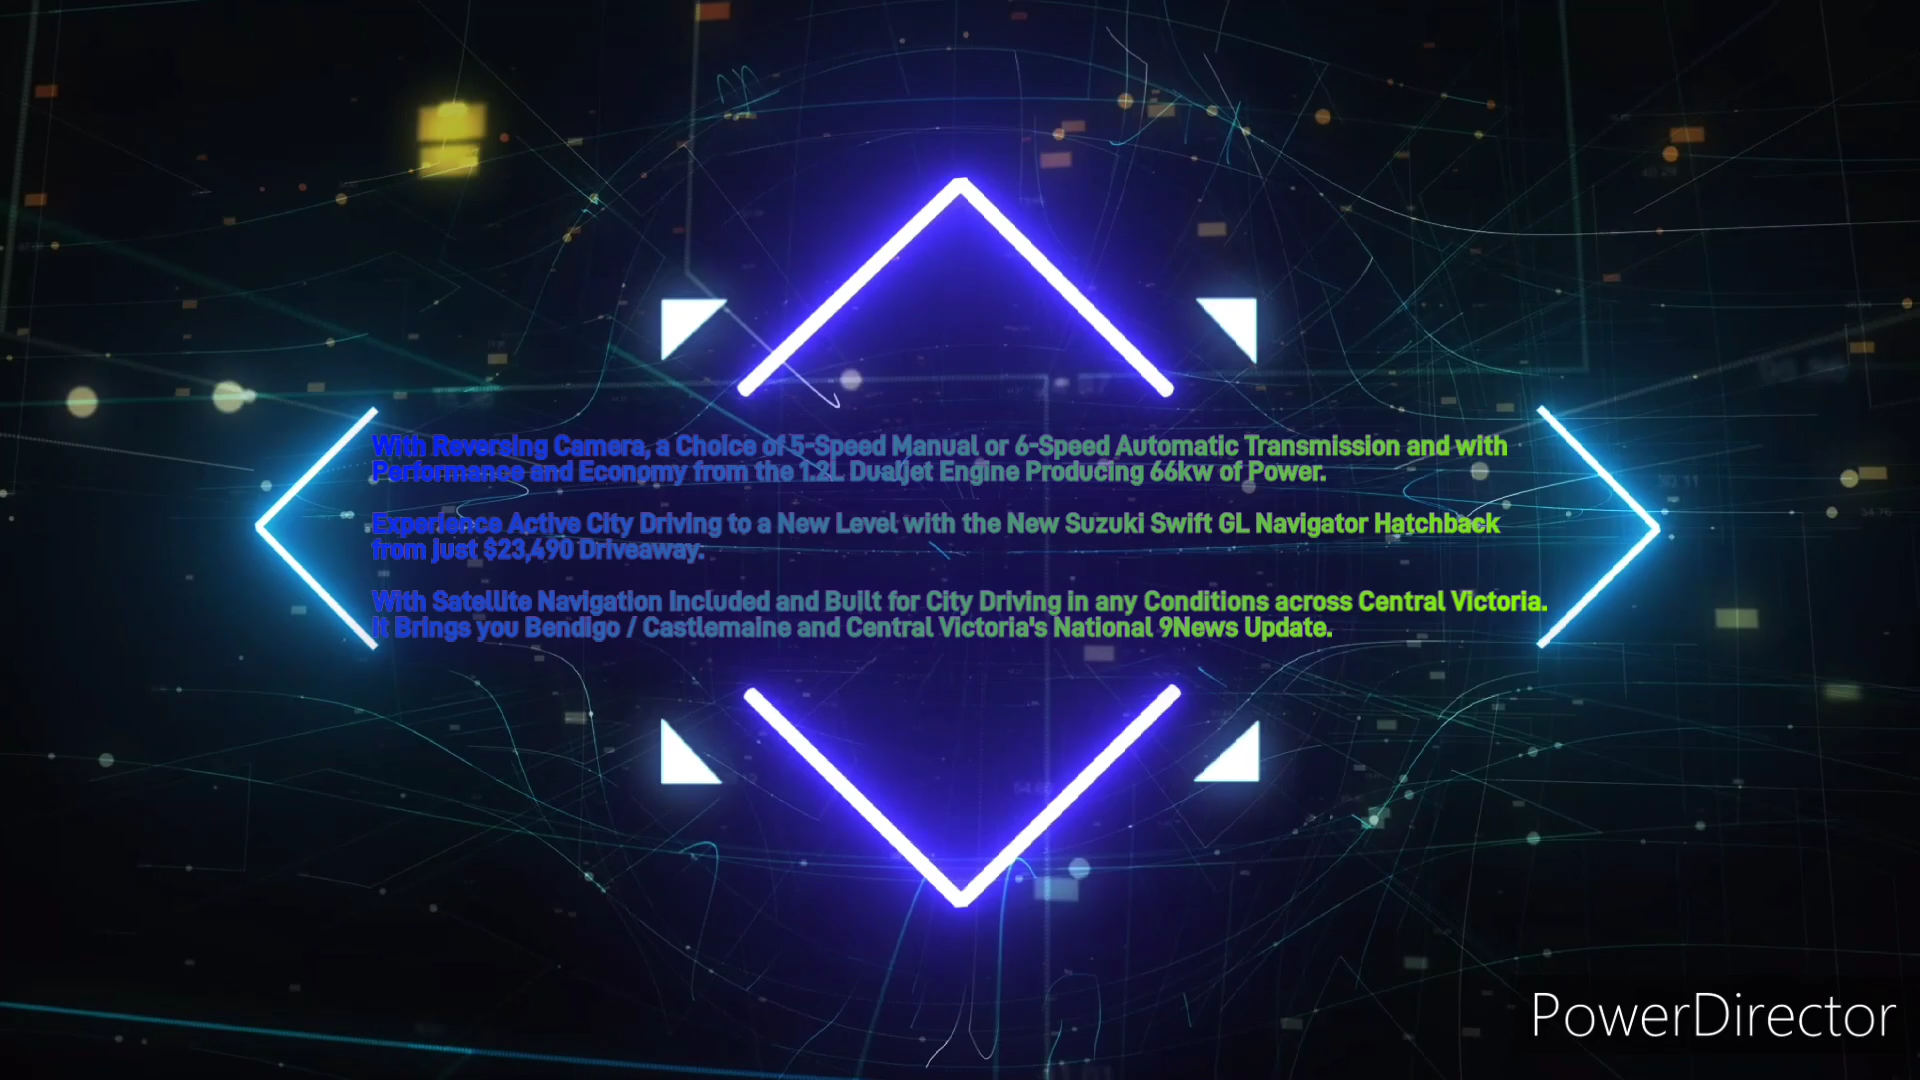 With Reversing Camera, a Choice of 5-Speed Manual or 6-Speed Automatic Transmission and with
Performance and Economy from the 1.2L Dualjet Engine Producing 66kw of Power.
Experience Active City Driving to a New Level with the New Suzuki Swift GL Navigator Hatchback
from just $23,490 Driveaway.
With Satellite Navigation Included and Built for City Driving in any Conditions across Central Victoria.
It Brings you Bendigo / Castlemaine and Central Victoria's National 9News Update.
PowerDirector